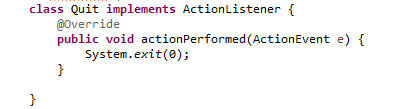 class Quit implements ActionListener {
    @Override
    public void actionPerformed(ActionEvent e) {
        System.exit(0);
    }
}